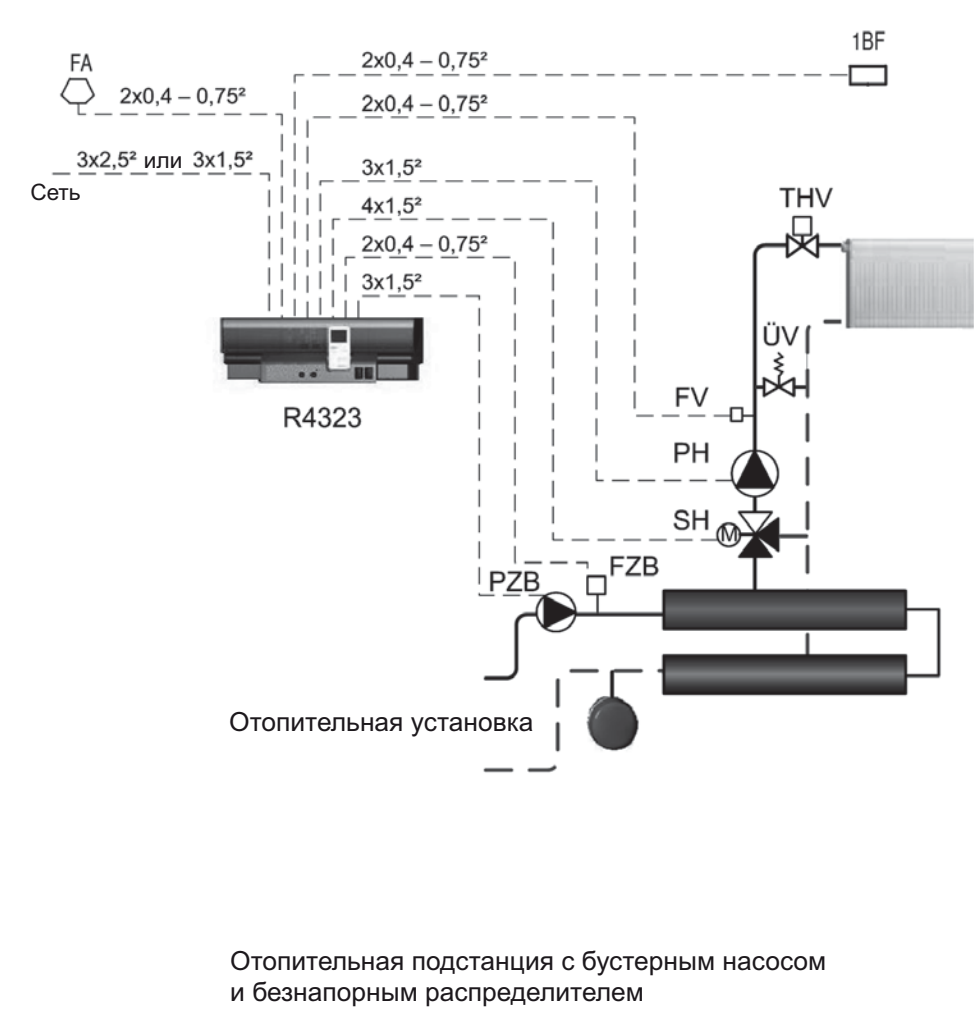 1BF
2x0,4 – 0,75²
FA
2x0,4 – 0,75²
2x0,4 – 0,75²
3x2,5² или 3x1,5²
3x1,5²
Сеть
THV
4x1,5²
2x0,4 – 0,75²
3x1,5²
ÜV
FV
R4323
PH
SH
M
FZB
PZB
Отопительная установка
Отопительная подстанция с бустерным насосом
и безнапорным распределителем